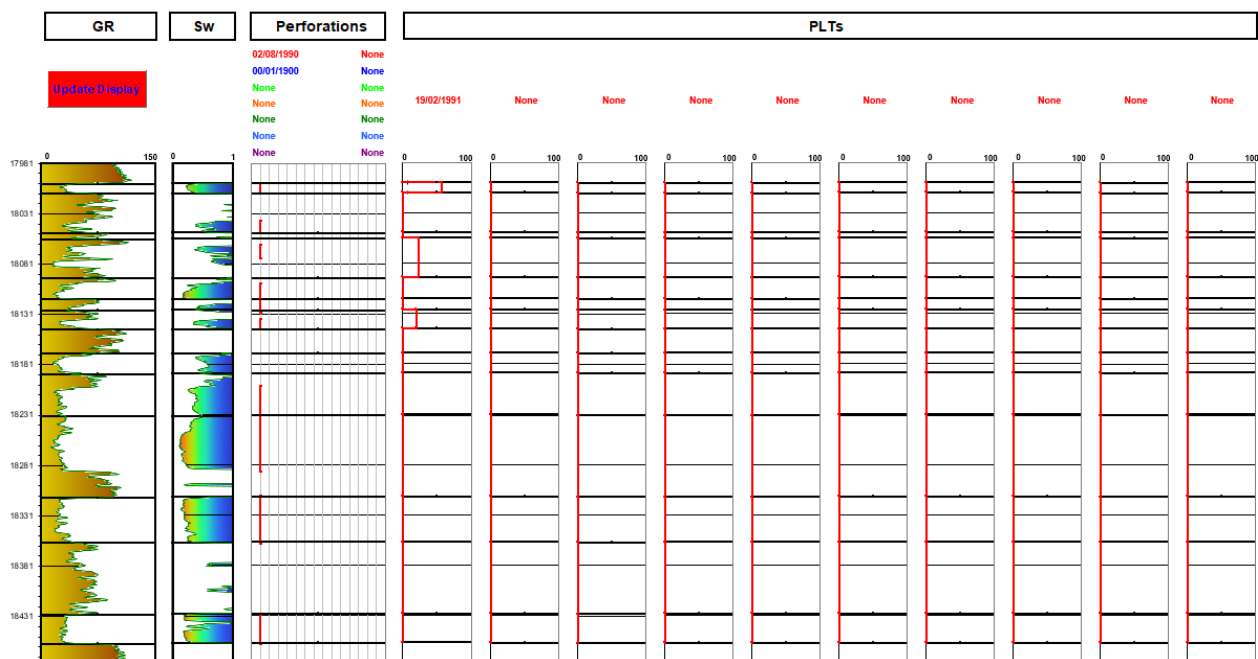 GR Sw Perforations PLTs
02/08/1990 None
00/01/1900 None
Update Display
None None
None None
19/02/1991 None None None None None None None None None
None None
None None
None None
0 150 0 1 0 100 0 100 0 100 0 100 0 100 0 100 0 100 0 100 0 100 0 100
17981
18031
18081
18131
18181
18231
18281
18331
18381
18431